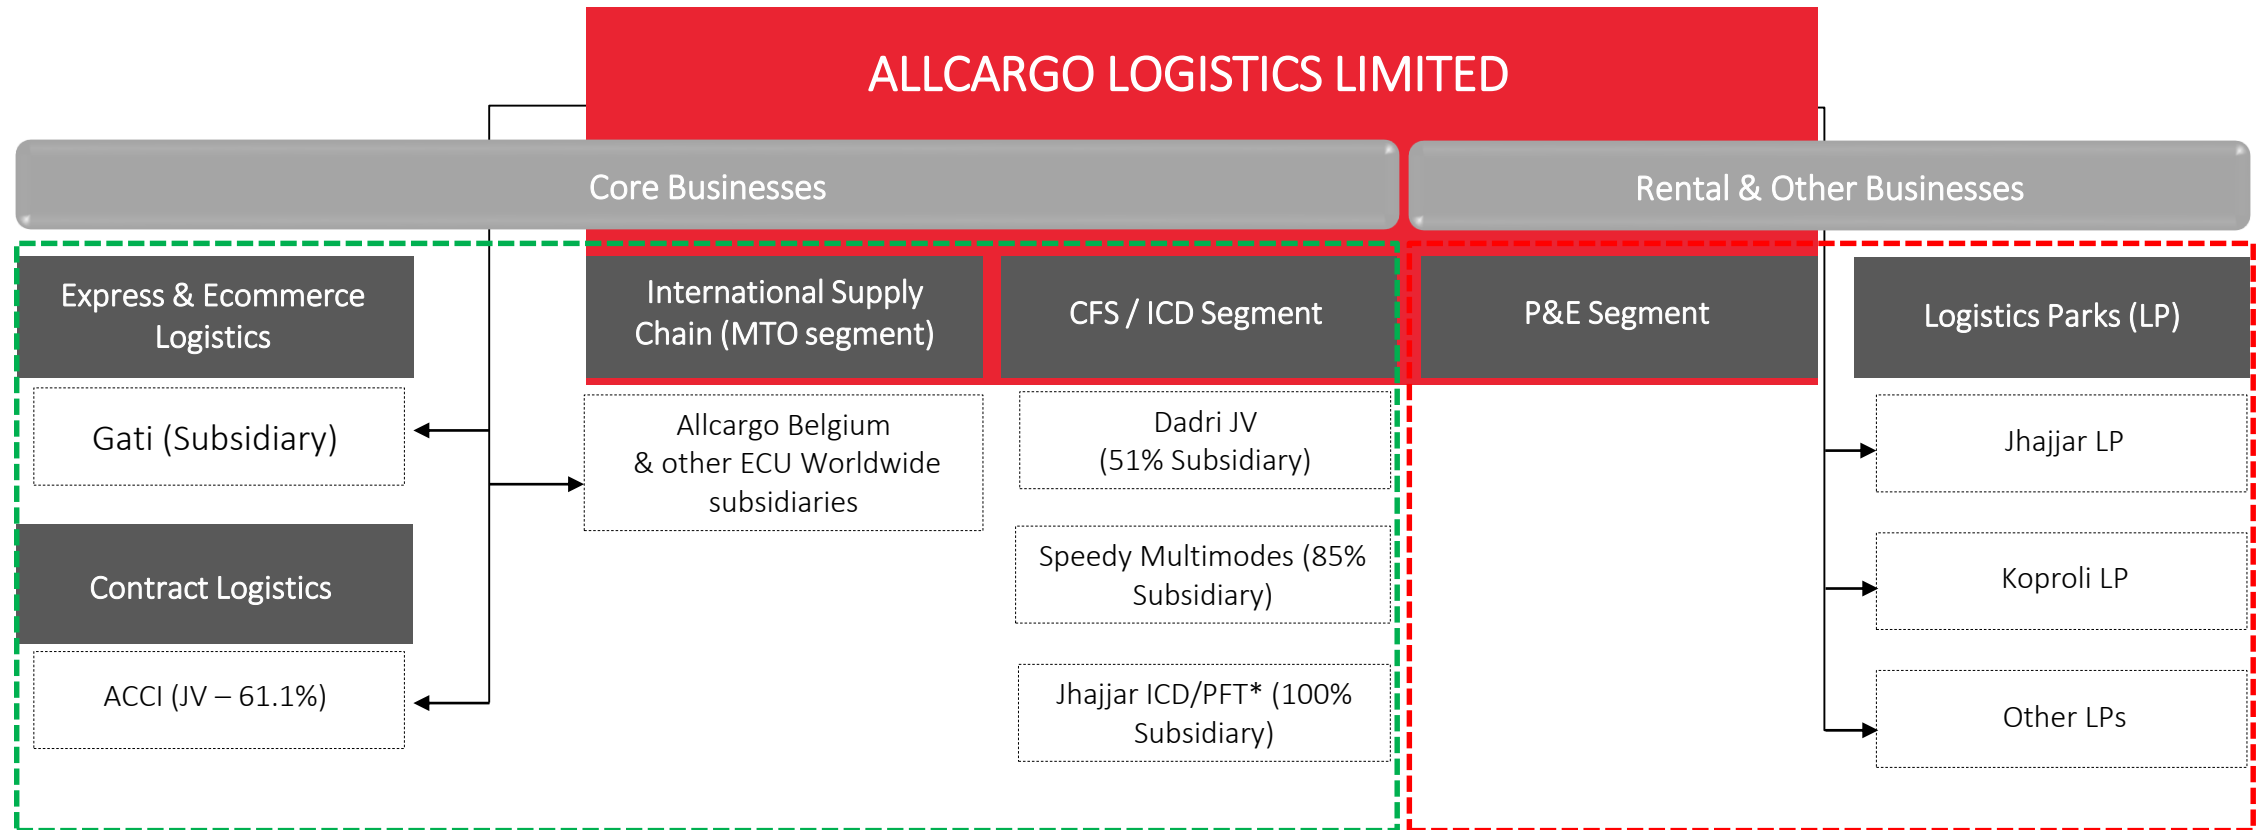 ALLCARGO LOGISTICS LIMITED
Core Businesses
Rental & Other Businesses
Express & Ecommerce
Logistics
Gati (Subsidiary)
Contract Logistics
ACCI (JV – 61.1%)
International Supply
Chain (MTO segment)
Allcargo Belgium
& other ECU Worldwide
subsidiaries
CFS / ICD Segment
Dadri JV
(51% Subsidiary)
Speedy Multimodes (85%
Subsidiary)
Jhajjar ICD/PFT* (100%
Subsidiary)
P&E Segment
Logistics Parks (LP)
Jhajjar LP
Koproli LP
Other LPs